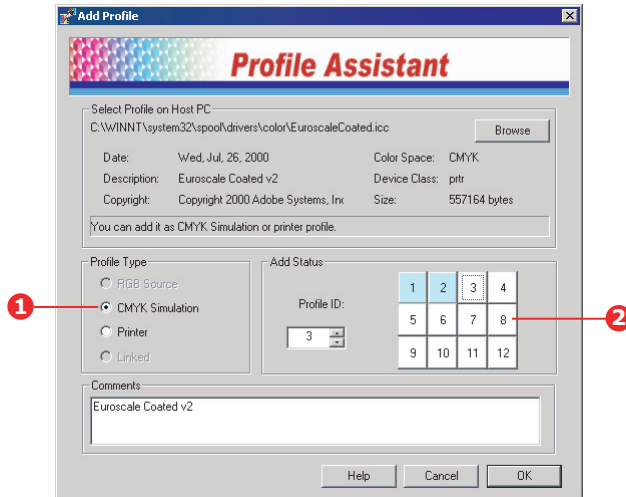 Add Profile
Profile Assistant
Select Profile on Host PC
C:\WINNT\system32\spool\drivers\color\EuroscaleCoated.icc
Browse
Date: Wed, Jul, 26, 2000 Color Space: CMYK
Description: Euroscale Coated v2 Device Class: prtr
Copyright: Copyright 2000 Adobe Systems, Inc Size: 557164 bytes
You can add it as CMYK Simulation or printer profile.
Profile Type
RGB Source
1
CMYK Simulation
Printer
Linked
Add Status
Profile ID:
3
1 2 3 4
5 6 7 8
9 10 11 12
2
Comments
Euroscale Coated v2
Help Cancel OK